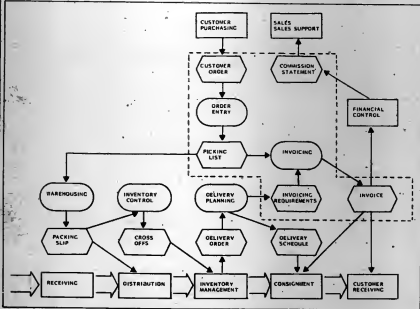 CUSTOMER
PURCHASING
SALES
SALES SUPPORT
CUSTOMER
ORDER
COMMISSION
STATEMENT
ORDER
ENTRY
FINANCIAL
CONTROL
PICKING
LIST
INVOICING
WAREHOUSING
INVENTORY
CONTROL
DELIVERY
PLANNING
INVOICING
REQUIREMENTS
INVOICE
PACKING
SLIP
CROSS
OFFS
DELIVERY
ORDER
DELIVERY
SCHEDULE
RECEIVING
DISTRIBUTION
INVENTORY
MANAGEMENT
CONSIGNMENT
CUSTOMER
RECEIVING